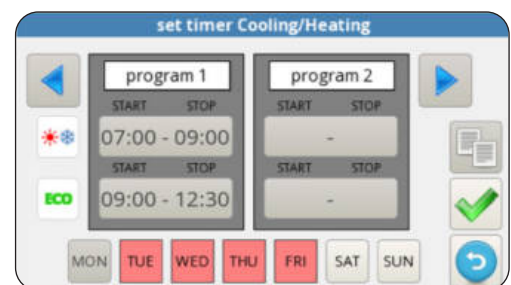 set timer Cooling/Heating
program 1 program 2
START STOP START STOP
07:00 - 09:00 -
START STOP START STOP
ECO 09:00 - 12:30 -
MON TUE WED THU FRI SAT SUN